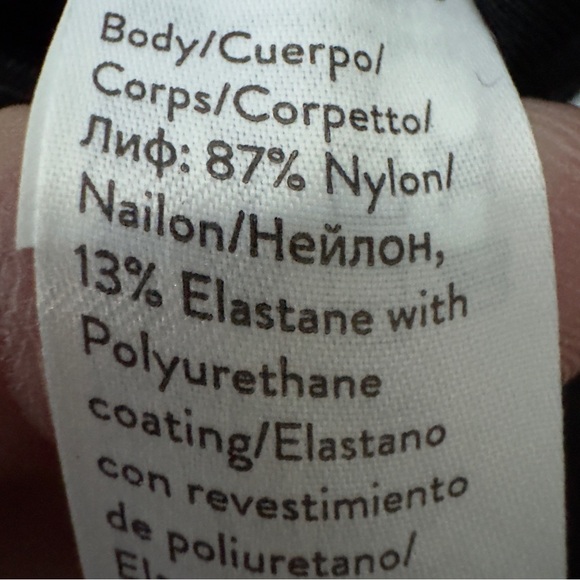 Body/Cuerpo/
Corps/Corpetto/
Лиф: 87% Nylon/
Nailon/Нейлон,
13% Elastane with
Polyurethane
coating/Elastano
con revestimiento
de poliuretano/